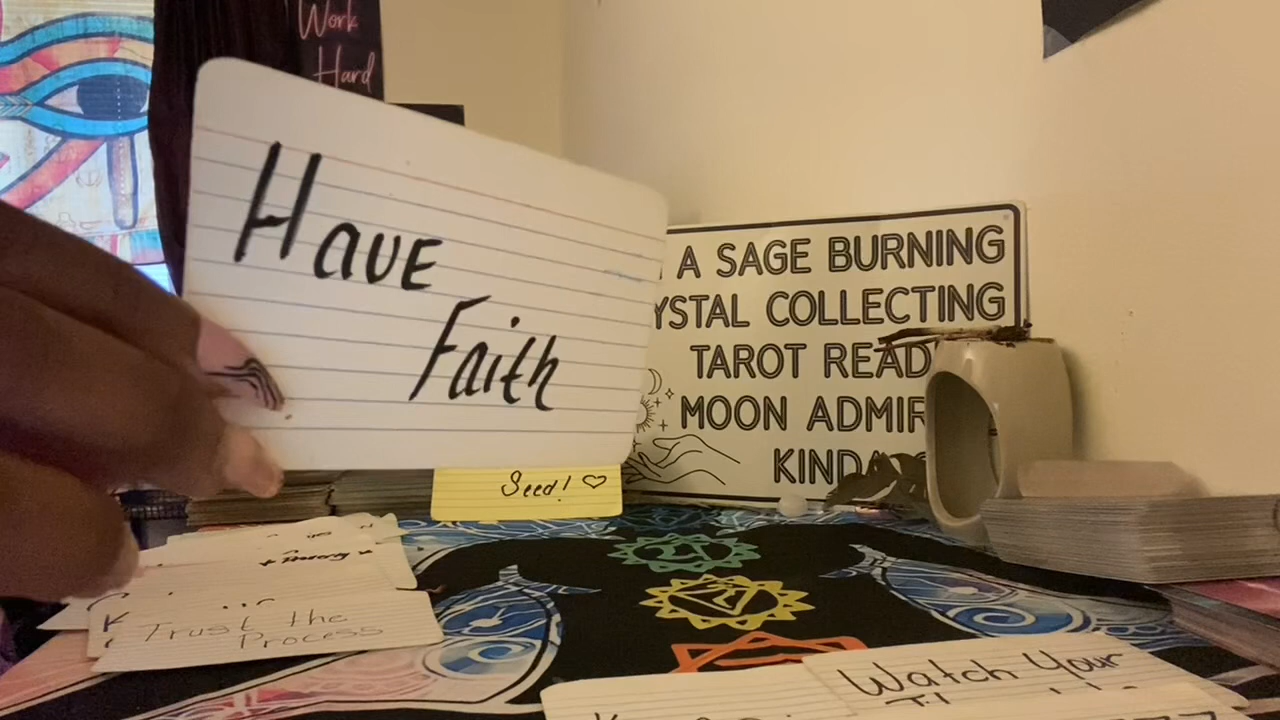 Work
Hard
Have
Faith
A SAGE BURNING
YSTAL COLLECTING
TAROT READ
MOON ADMIR
KINDA
Seed! ♡
Trust the
Process
Watch Your